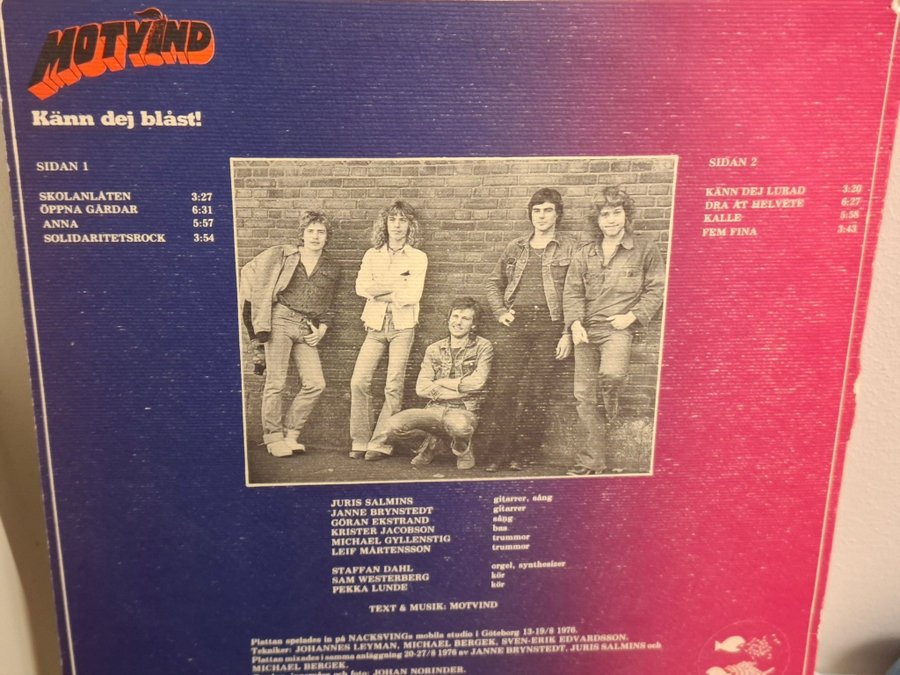 MOTVIND
Känn dej blåst!
SIDAN 1
SKOLANLÅTEN 3:27
ÖPPNA GÅRDAR 6:31
ANNA 5:57
SOLIDARITETSROCK 3:54
SIDAN 2
KÄNN DEJ LURAD 3:20
DRA ÅT HELVETE 6:27
KALLE 5:58
FEM FINA 3:43
JURIS SALMINS gitarrer, sång
JANNE BRYNSTEDT gitarrer
GÖRAN EKSTRAND sång
KRISTER JACOBSON bas
MICHAEL GYLLENSTIG trummor
LEIF MÅRTENSSON trummor
STAFFAN DAHL orgel, synthesizer
SAM WESTERBERG kör
PEKKA LUNDE kör
TEXT & MUSIK: MOTVIND
Plattan spelades in på NACKSVINGs mobila studio i Göteborg 13-19/8 1976.
Tekniker: JOHANNES LEYMAN, MICHAEL BERGEK, SVEN-ERIK EDVARDSSON.
Plattan mixades i samma anläggning 20-27/8 1976 av JANNE BRYNSTEDT, JURIS SALMINS och
MICHAEL BERGEK.
och foto: JOHAN NORINDER.